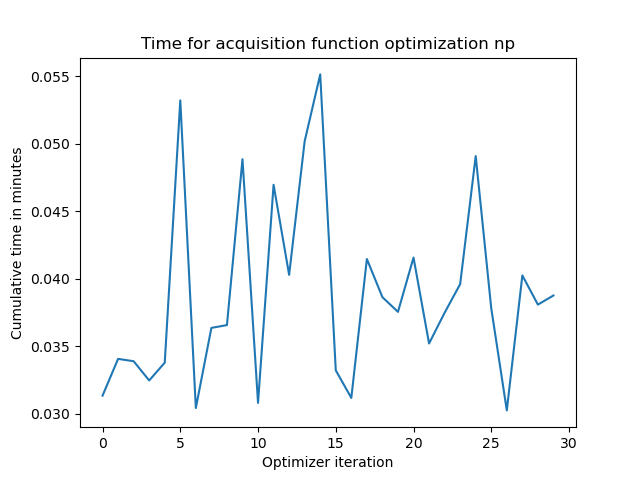 Time for acquisition function optimization np
Cumulative time in minutes
0.055
0.050
0.045
0.040
0.035
0.030
0 5 10 15 20 25 30
Optimizer iteration